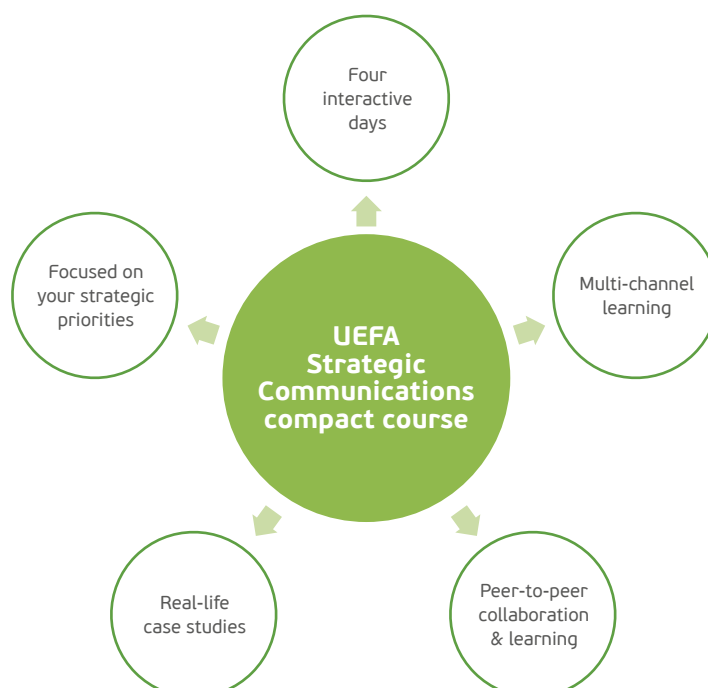 Four
interactive
days
Focused on
your strategic
priorities
Multi-channel
learning
UEFA
Strategic
Communications
compact course
Real-life
case studies
Peer-to-peer
collaboration
& learning